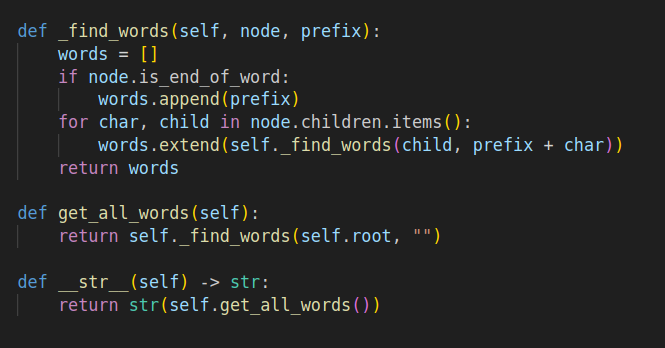 def _find_words(self, node, prefix):
    words = []
    if node.is_end_of_word:
        words.append(prefix)
    for char, child in node.children.items():
        words.extend(self._find_words(child, prefix + char))
    return words

def get_all_words(self):
    return self._find_words(self.root, "")

def __str__(self) -> str:
    return str(self.get_all_words())